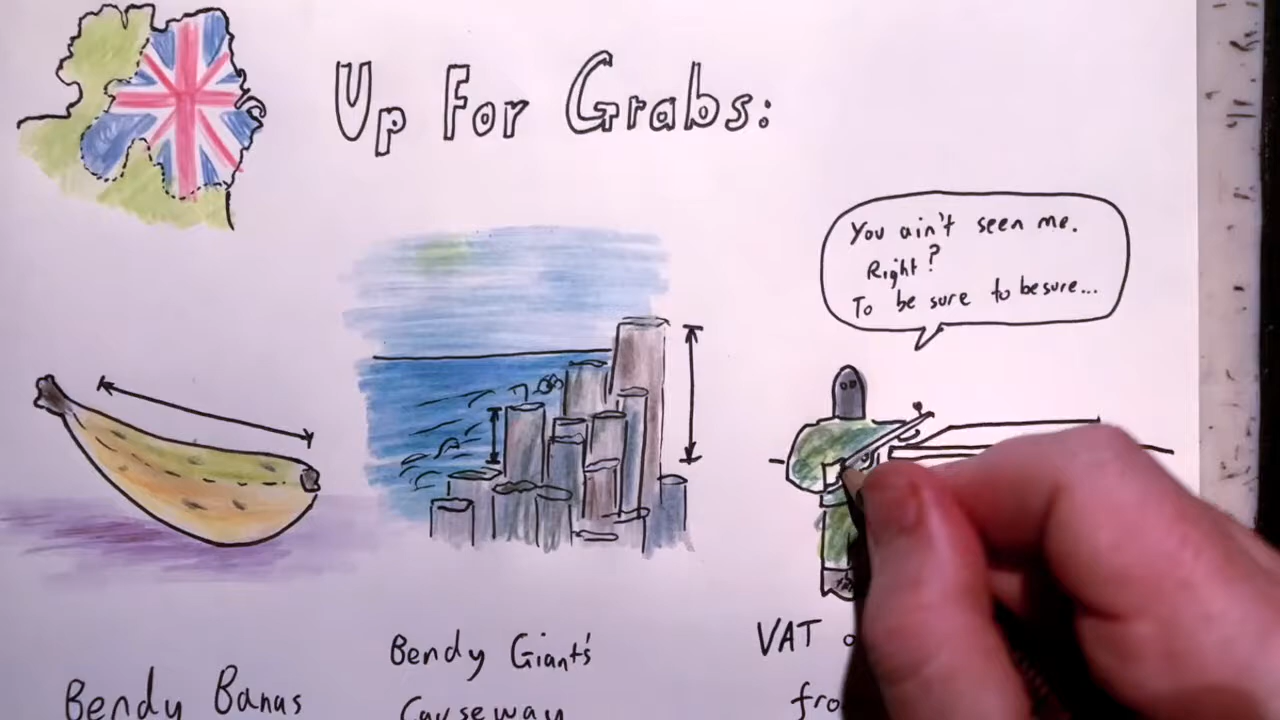 Up For Grabs:
You ain't seen me.
Right?
To be sure to be sure...
Bendy Banas
Bendy Giant's
Causeway
VAT